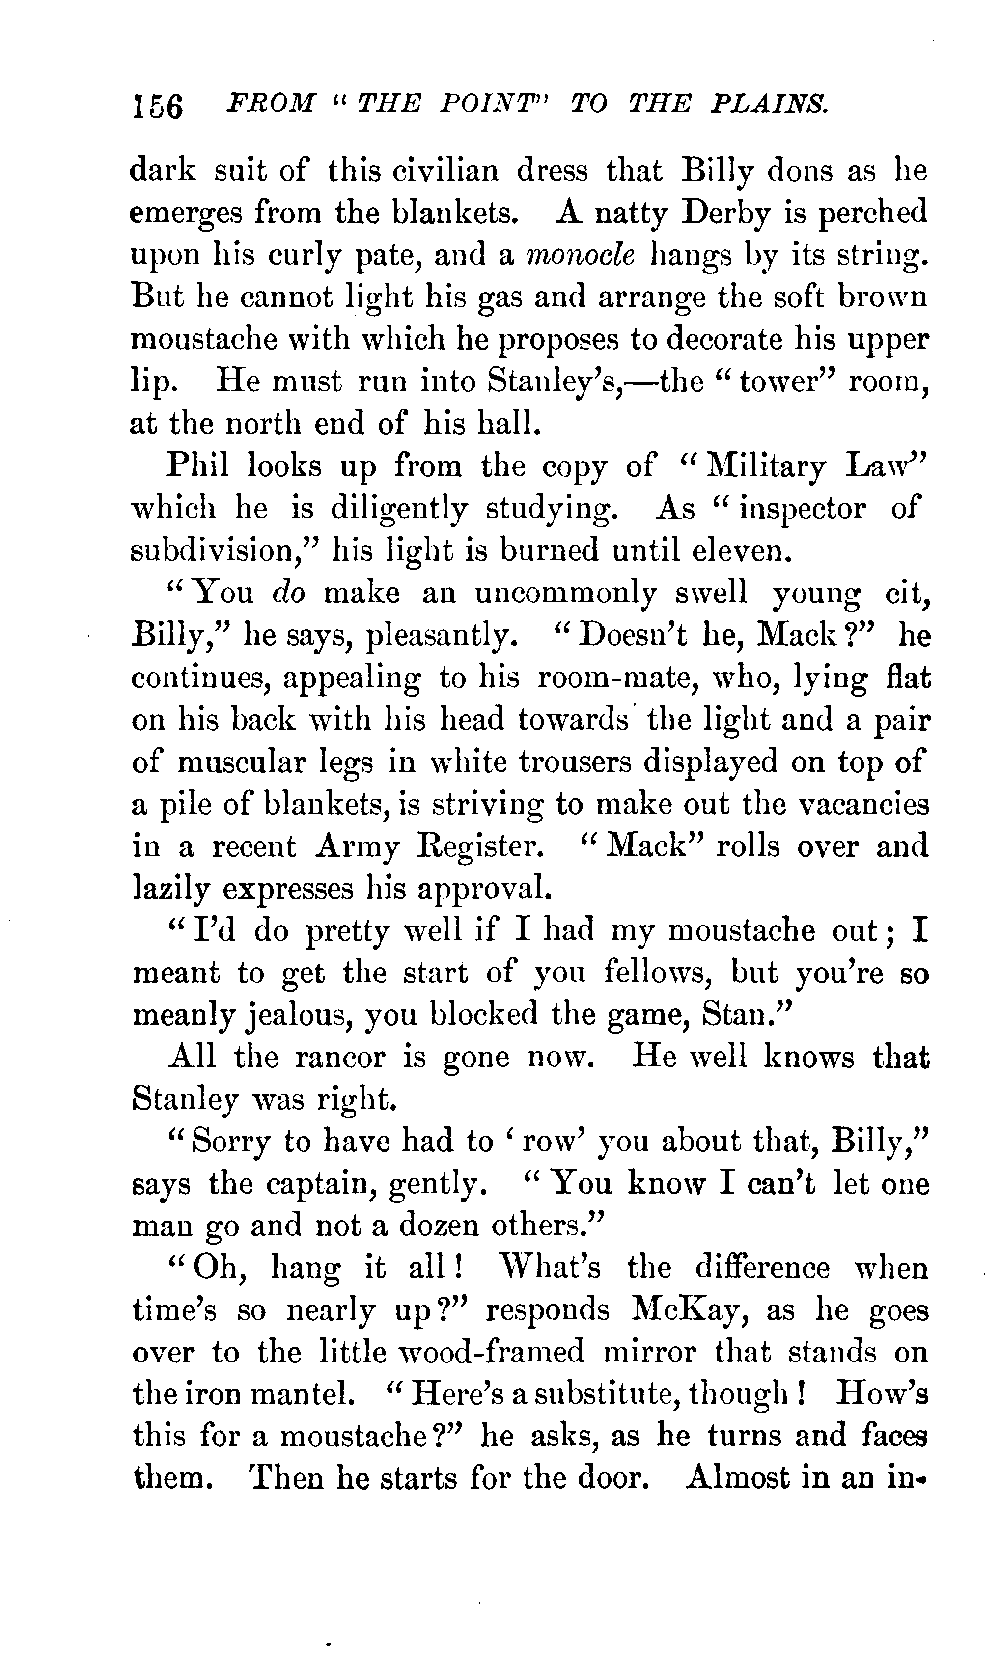 156 FROM " THE POINT" TO THE PLAINS.
dark suit of this civilian dress that Billy dons as he
emerges from the blankets. A natty Derby is perched
upon his curly pate, and a monocle hangs by its string.
But he cannot light his gas and arrange the soft brown
moustache with which he proposes to decorate his upper
lip. He must run into Stanley's,—the " tower" room,
at the north end of his hall.
Phil looks up from the copy of " Military Law"
which he is diligently studying. As " inspector of
subdivision," his light is burned until eleven.
" You do make an uncommonly swell young cit,
Billy," he says, pleasantly. " Doesn't he, Mack?" he
continues, appealing to his room-mate, who, lying flat
on his back with his head towards the light and a pair
of muscular legs in white trousers displayed on top of
a pile of blankets, is striving to make out the vacancies
in a recent Army Register. " Mack" rolls over and
lazily expresses his approval.
" I'd do pretty well if I had my moustache out; I
meant to get the start of you fellows, but you're so
meanly jealous, you blocked the game, Stan."
All the rancor is gone now. He well knows that
Stanley was right.
" Sorry to have had to ' row' you about that, Billy,"
says the captain, gently. " You know I can't let one
man go and not a dozen others."
" Oh, hang it all! What's the difference when
time's so nearly up?" responds McKay, as he goes
over to the little wood-framed mirror that stands on
the iron mantel. " Here's a substitute, though! How's
this for a moustache?" he asks, as he turns and faces
them. Then he starts for the door. Almost in an in-